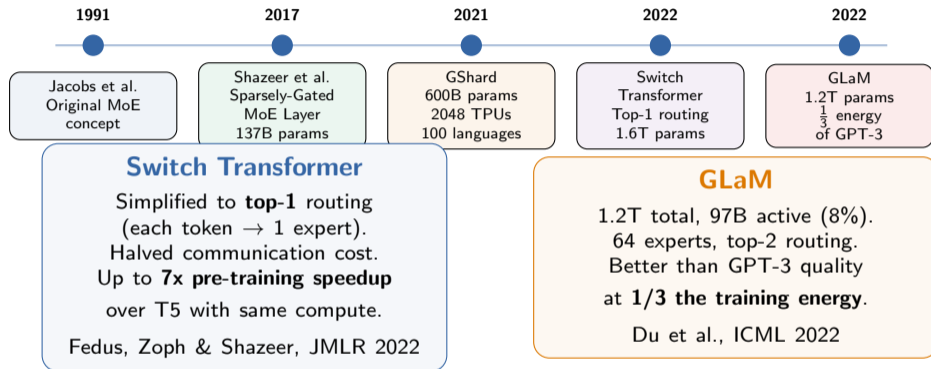 1991
2017
2021
2022
2022
Jacobs et al.
Original MoE
concept
Shazeer et al.
Sparsely-Gated
MoE Layer
137B params
GShard
600B params
2048 TPUs
100 languages
Switch
Transformer
Top-1 routing
1.6T params
GLaM
1.2T params
1/3 energy
of GPT-3
Switch Transformer
Simplified to top-1 routing
(each token → 1 expert).
Halved communication cost.
Up to 7x pre-training speedup
over T5 with same compute.
Fedus, Zoph & Shazeer, JMLR 2022
GLaM
1.2T total, 97B active (8%).
64 experts, top-2 routing.
Better than GPT-3 quality
at 1/3 the training energy.
Du et al., ICML 2022